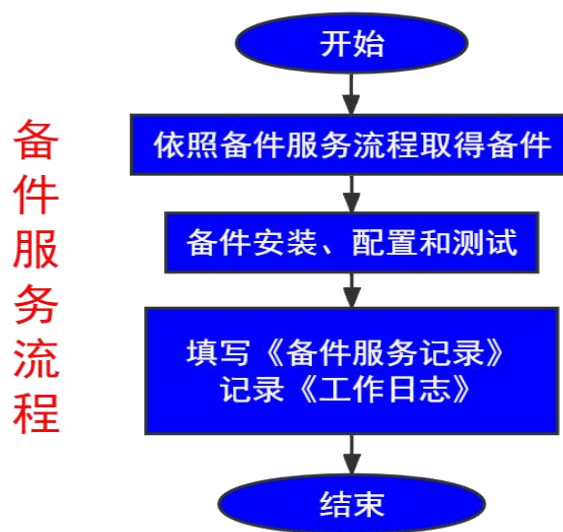 备件服务流程
开始
依照备件服务流程取得备件
备件安装、配置和测试
填写《备件服务记录》
记录《工作日志》
结束